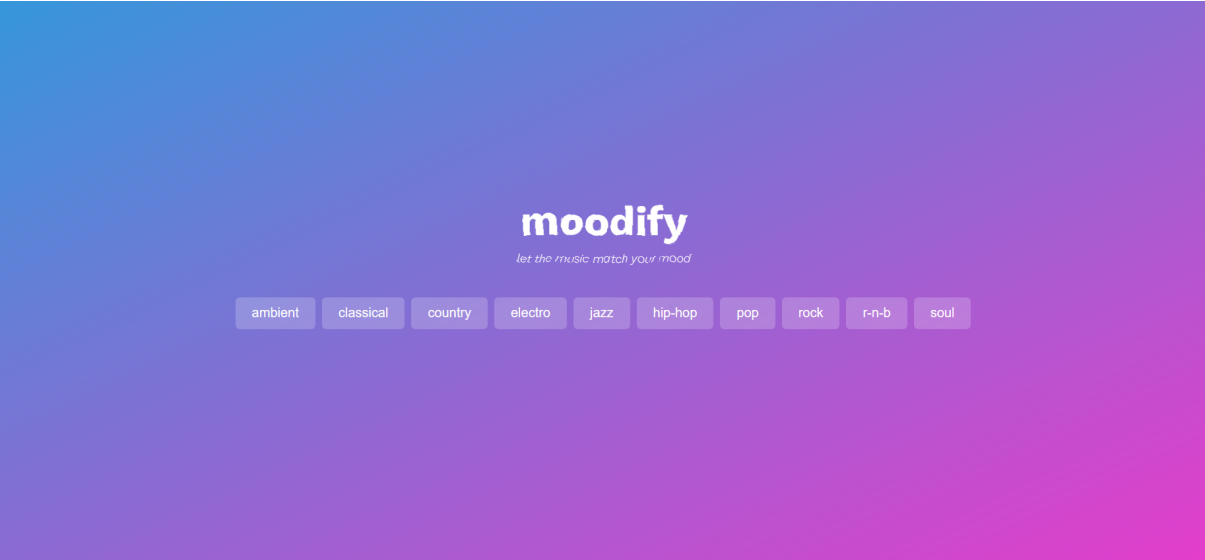 moodify
let the music match your mood
ambient classical country electro jazz hip-hop pop rock r-n-b soul